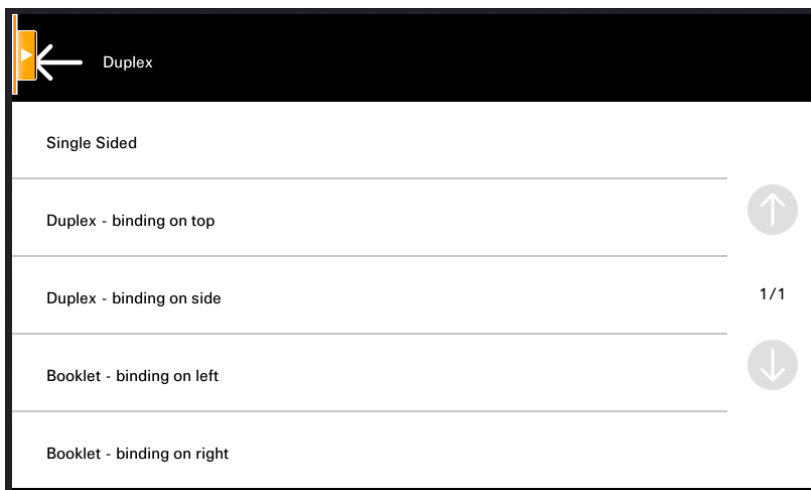 Duplex
Single Sided
Duplex - binding on top
Duplex - binding on side
1/1
Booklet - binding on left
Booklet - binding on right